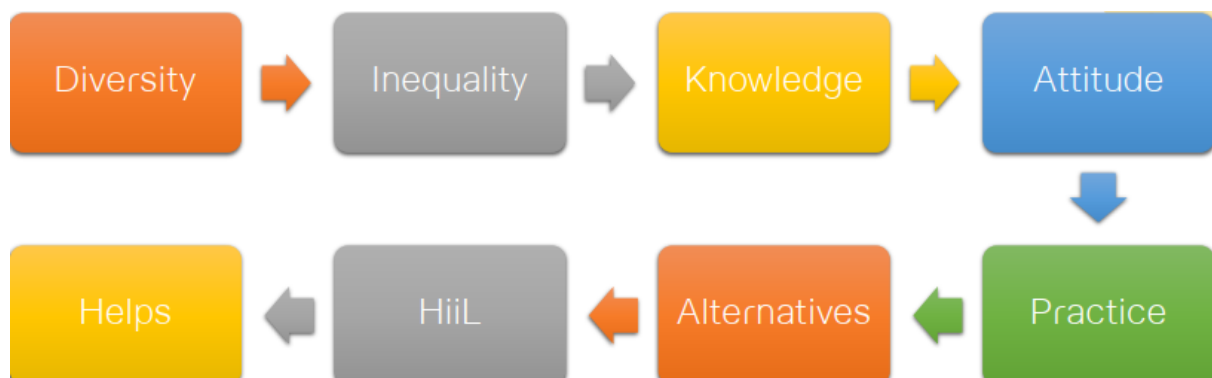 Diversity
Inequality
Knowledge
Attitude
Practice
Alternatives
HiiL
Helps